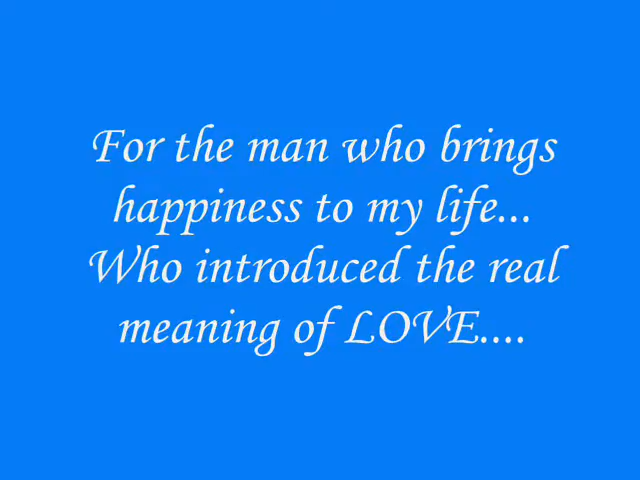 For the man who brings
happiness to my life...
Who introduced the real
meaning of LOVE....